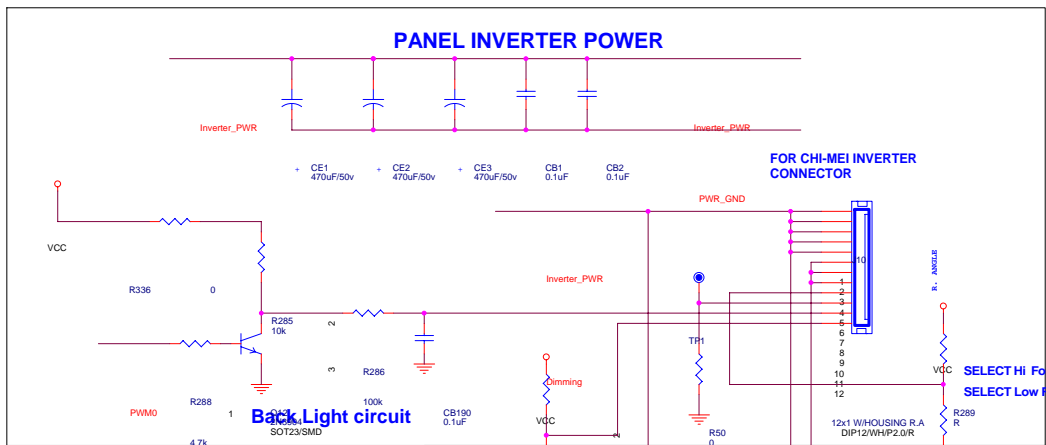 PANEL INVERTER POWER
Inverter_PWR
Inverter_PWR
FOR CHI-MEI INVERTER
CONNECTOR
+ CE1
470uF/50v
+ CE2
470uF/50v
+ CE3
470uF/50v
CB1
0.1uF
CB2
0.1uF
PWR_GND
VCC
10
R. ANGLE
Inverter_PWR
R336
0
1
2
3
4
5
6
7
8
9
10
11
12
R285
10k
2
TP1
3
R286
100k
Dimming
VCC
VCC
SELECT Hi Fo
SELECT Low F
PWM0
R288
4.7k
1
Back Light circuit
SOT23/SMD
CB190
0.1uF
2
R50
0
12x1 W/HOUSING R.A
DIP12/WH/P2.0/R
R289
R